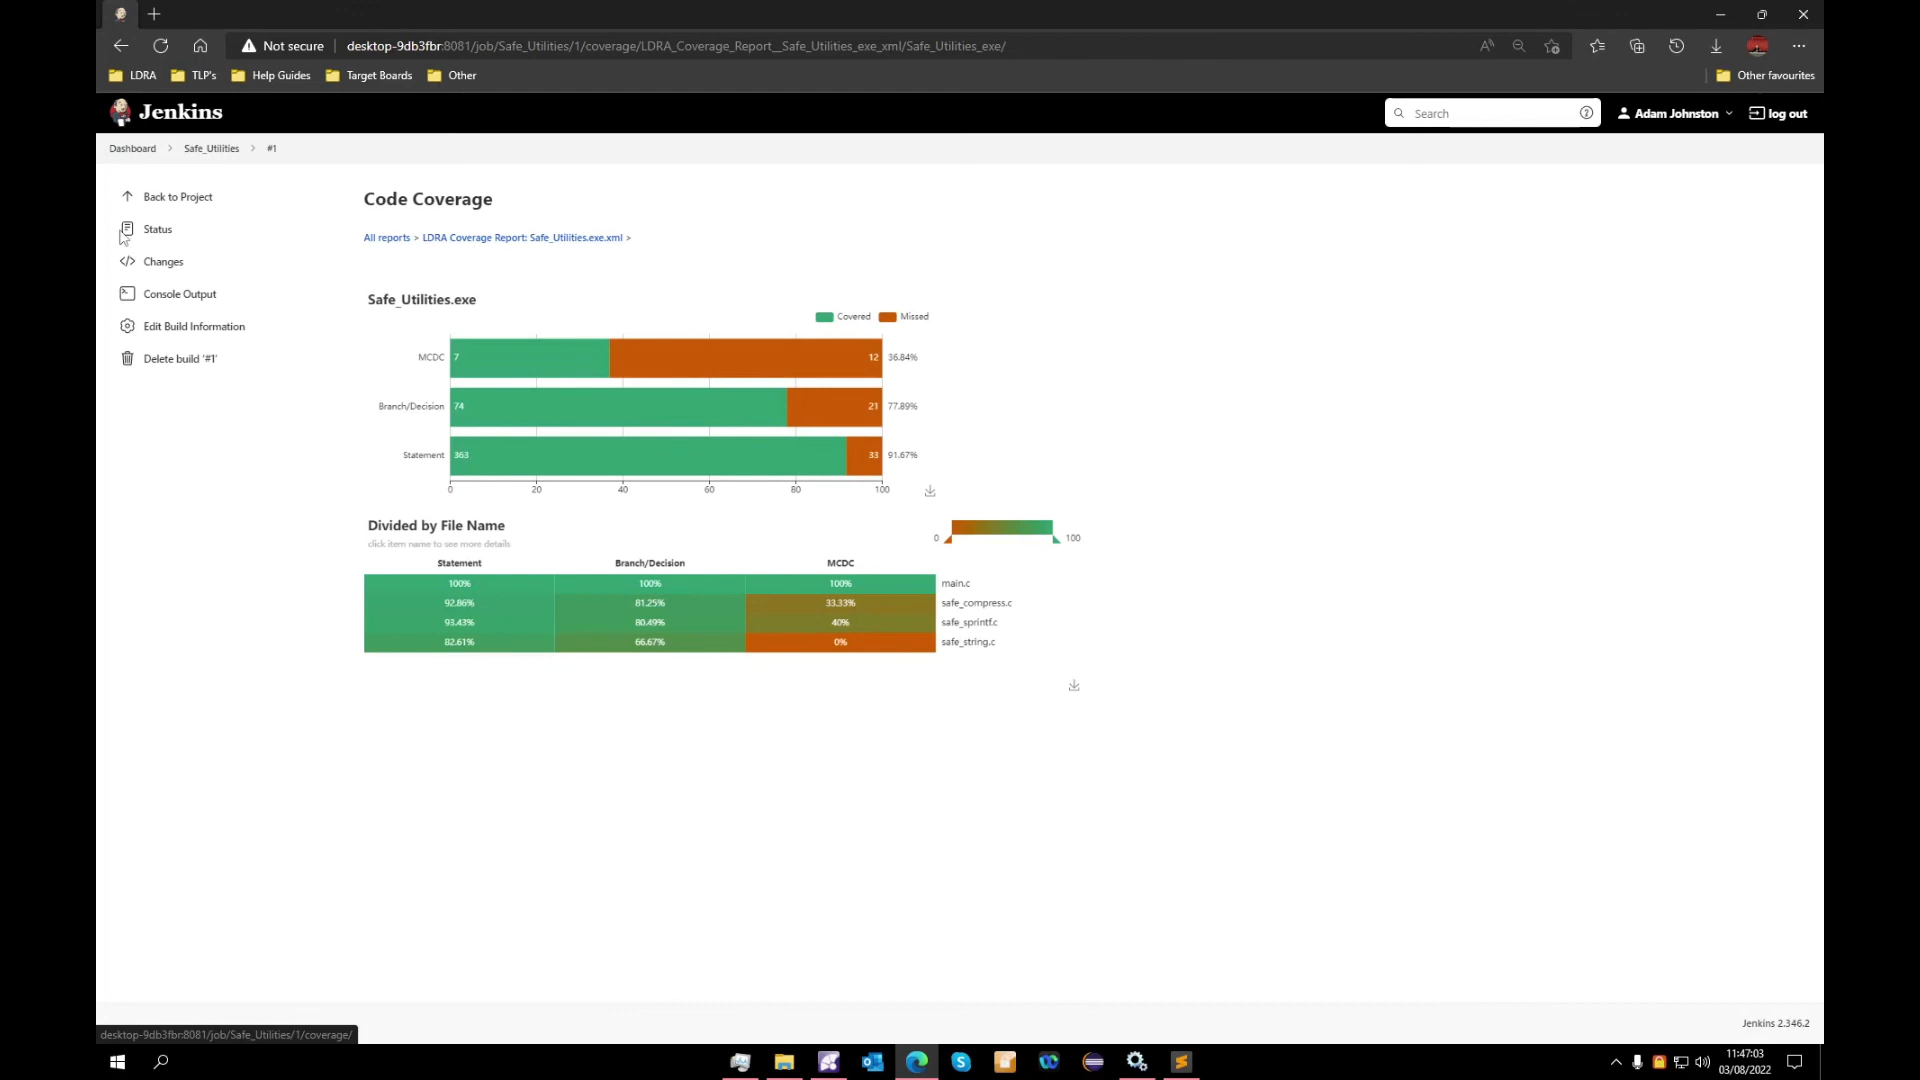 Not secure desktop-9db3fbr:8081/job/Safe_Utilities/1/coverage/LDRA_Coverage_Report__Safe_Utilities_exe_xml/Safe_Utilities_exe/
LDRA TLP's Help Guides Target Boards Other Other favourites
Jenkins Search Adam Johnston log out
Dashboard > Safe_Utilities > #1
Back to Project
Status
Changes
Console Output
Edit Build Information
Delete build '#1'
Code Coverage
All reports > LDRA Coverage Report: Safe_Utilities.exe.xml >
Safe_Utilities.exe
Covered Missed
MCDC 7 12 36.84%
Branch/Decision 74 21 77.89%
Statement 363 33 91.67%
0 20 40 60 80 100
Divided by File Name
click item name to see more details
0 100
Statement Branch/Decision MCDC
100% 100% 100% main.c
92.86% 81.25% 33.33% safe_compress.c
93.43% 80.49% 40% safe_sprintf.c
82.61% 66.67% 0% safe_string.c
Jenkins 2.346.2
desktop-9db3fbr:8081/job/Safe_Utilities/1/coverage/
11:47:03
03/08/2022